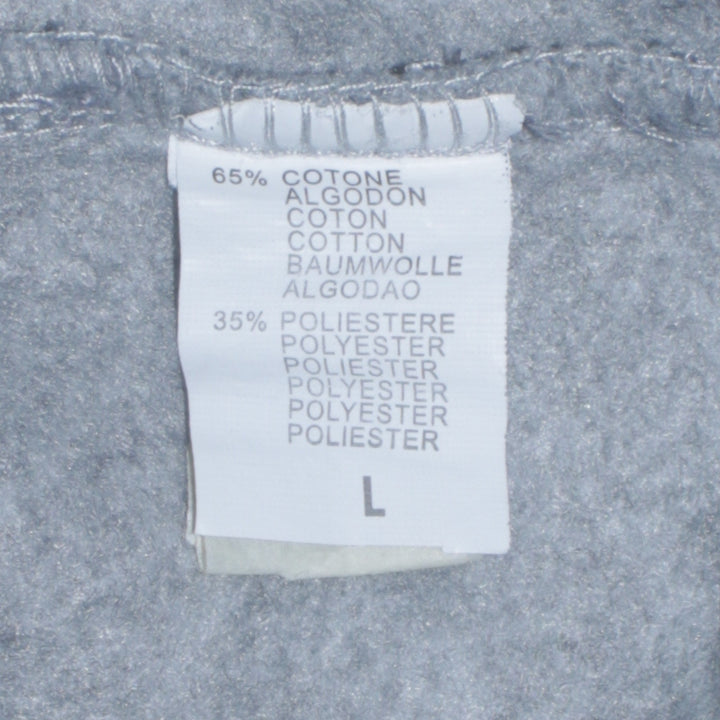 65% COTONE
ALGODON
COTON
COTTON
BAUMWOLLE
ALGODAO
35% POLIESTERE
POLYESTER
POLIESTER
POLYESTER
POLYESTER
POLIESTER
L